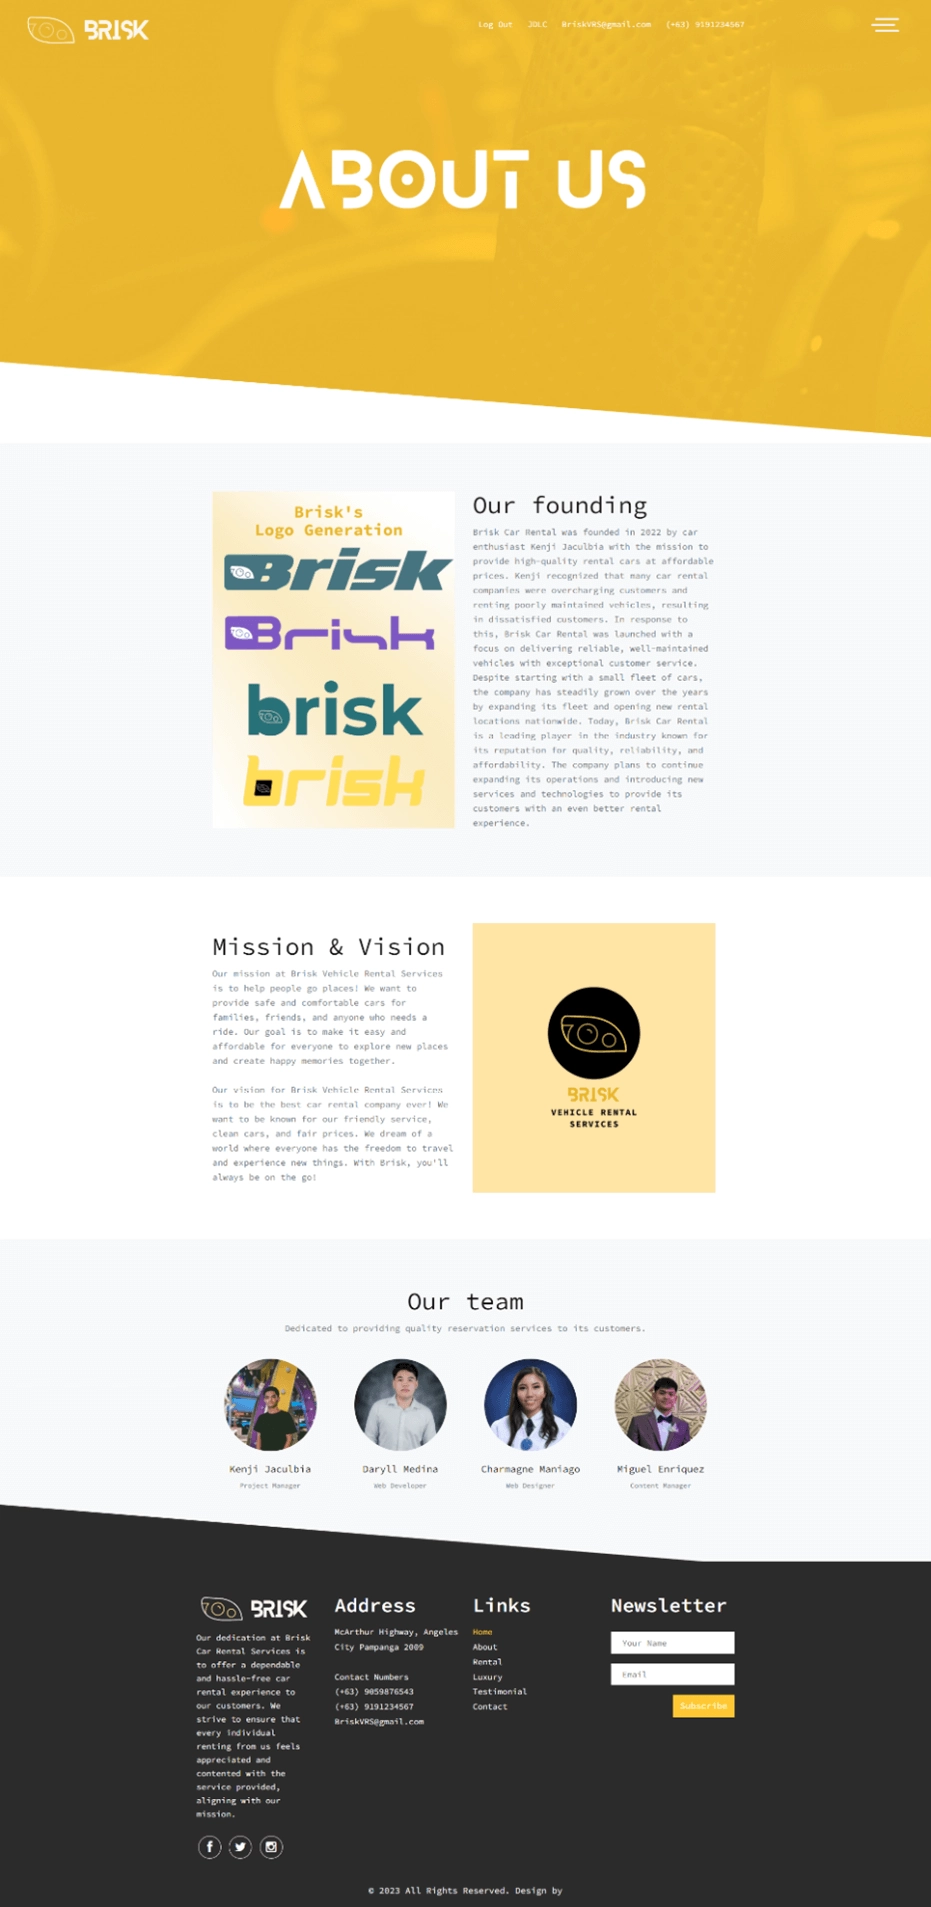 BRISK
Log Out JDLC BriskVRS@gmail.com (+63) 9191234567
ABOUT US
Brisk's
Logo Generation
Brisk
Brisk
brisk
brisk
Our founding
Brisk Car Rental was founded in 2022 by car
enthusiast Kenji Jaculbia with the mission to
provide high-quality rental cars at affordable
prices. Kenji recognized that many car rental
companies were overcharging customers and
renting poorly maintained vehicles, resulting
in dissatisfied customers. In response to
this, Brisk Car Rental was launched with a
focus on delivering reliable, well-maintained
vehicles with exceptional customer service.
Despite starting with a small fleet of cars,
the company has steadily grown over the years
by expanding its fleet and opening new rental
locations nationwide. Today, Brisk Car Rental
is a leading player in the industry known for
its reputation for quality, reliability, and
affordability. The company plans to continue
expanding its operations and introducing new
services and technologies to provide its
customers with an even better rental
experience.
Mission & Vision
Our mission at Brisk Vehicle Rental Services
is to help people go places! We want to
provide safe and comfortable cars for
families, friends, and anyone who needs a
ride. Our goal is to make it easy and
affordable for everyone to explore new places
and create happy memories together.
Our vision for Brisk Vehicle Rental Services
is to be the best car rental company ever! We
want to be known for our friendly service,
clean cars, and fair prices. We dream of a
world where everyone has the freedom to travel
and experience new things. With Brisk, you'll
always be on the go!
BRISK
VEHICLE RENTAL
SERVICES
Our team
Dedicated to providing quality reservation services to its customers.
Kenji Jaculbia
Project Manager
Daryll Medina
Web Developer
Charmagne Maniago
Web Designer
Miguel Enriquez
Content Manager
BRISK
Our dedication at Brisk
Car Rental Services is
to offer a dependable
and hassle-free car
rental experience to
our customers. We
strive to ensure that
every individual
renting from us feels
appreciated and
contented with the
service provided,
aligning with our
mission.
Address
McArthur Highway, Angeles
City Pampanga 2009
Contact Numbers
(+63) 9059876543
(+63) 9191234567
BriskVRS@gmail.com
Links
Home
About
Rental
Luxury
Testimonial
Contact
Newsletter
Your Name
Email
Subscribe
© 2023 All Rights Reserved. Design by